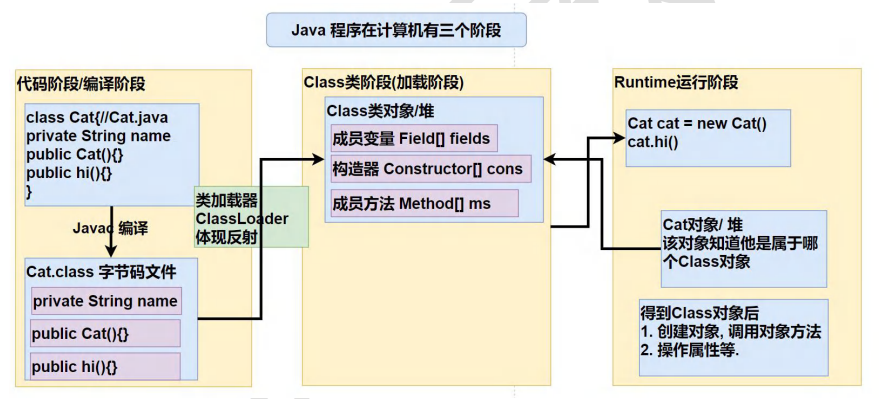 Java 程序在计算机有三个阶段
代码阶段/编译阶段
class Cat{//Cat.java
private String name
public Cat(){}
public hi(){}
}
Javac 编译
Cat.class 字节码文件
private String name
public Cat(){}
public hi(){}
类加载器
ClassLoader
体现反射
Class类阶段(加载阶段)
Class类对象/堆
成员变量 Field[] fields
构造器 Constructor[] cons
成员方法 Method[] ms
Runtime运行阶段
Cat cat = new Cat()
cat.hi()
Cat对象/ 堆
该对象知道他是属于哪
个Class对象
得到Class对象后
1. 创建对象, 调用对象方法
2. 操作属性等.